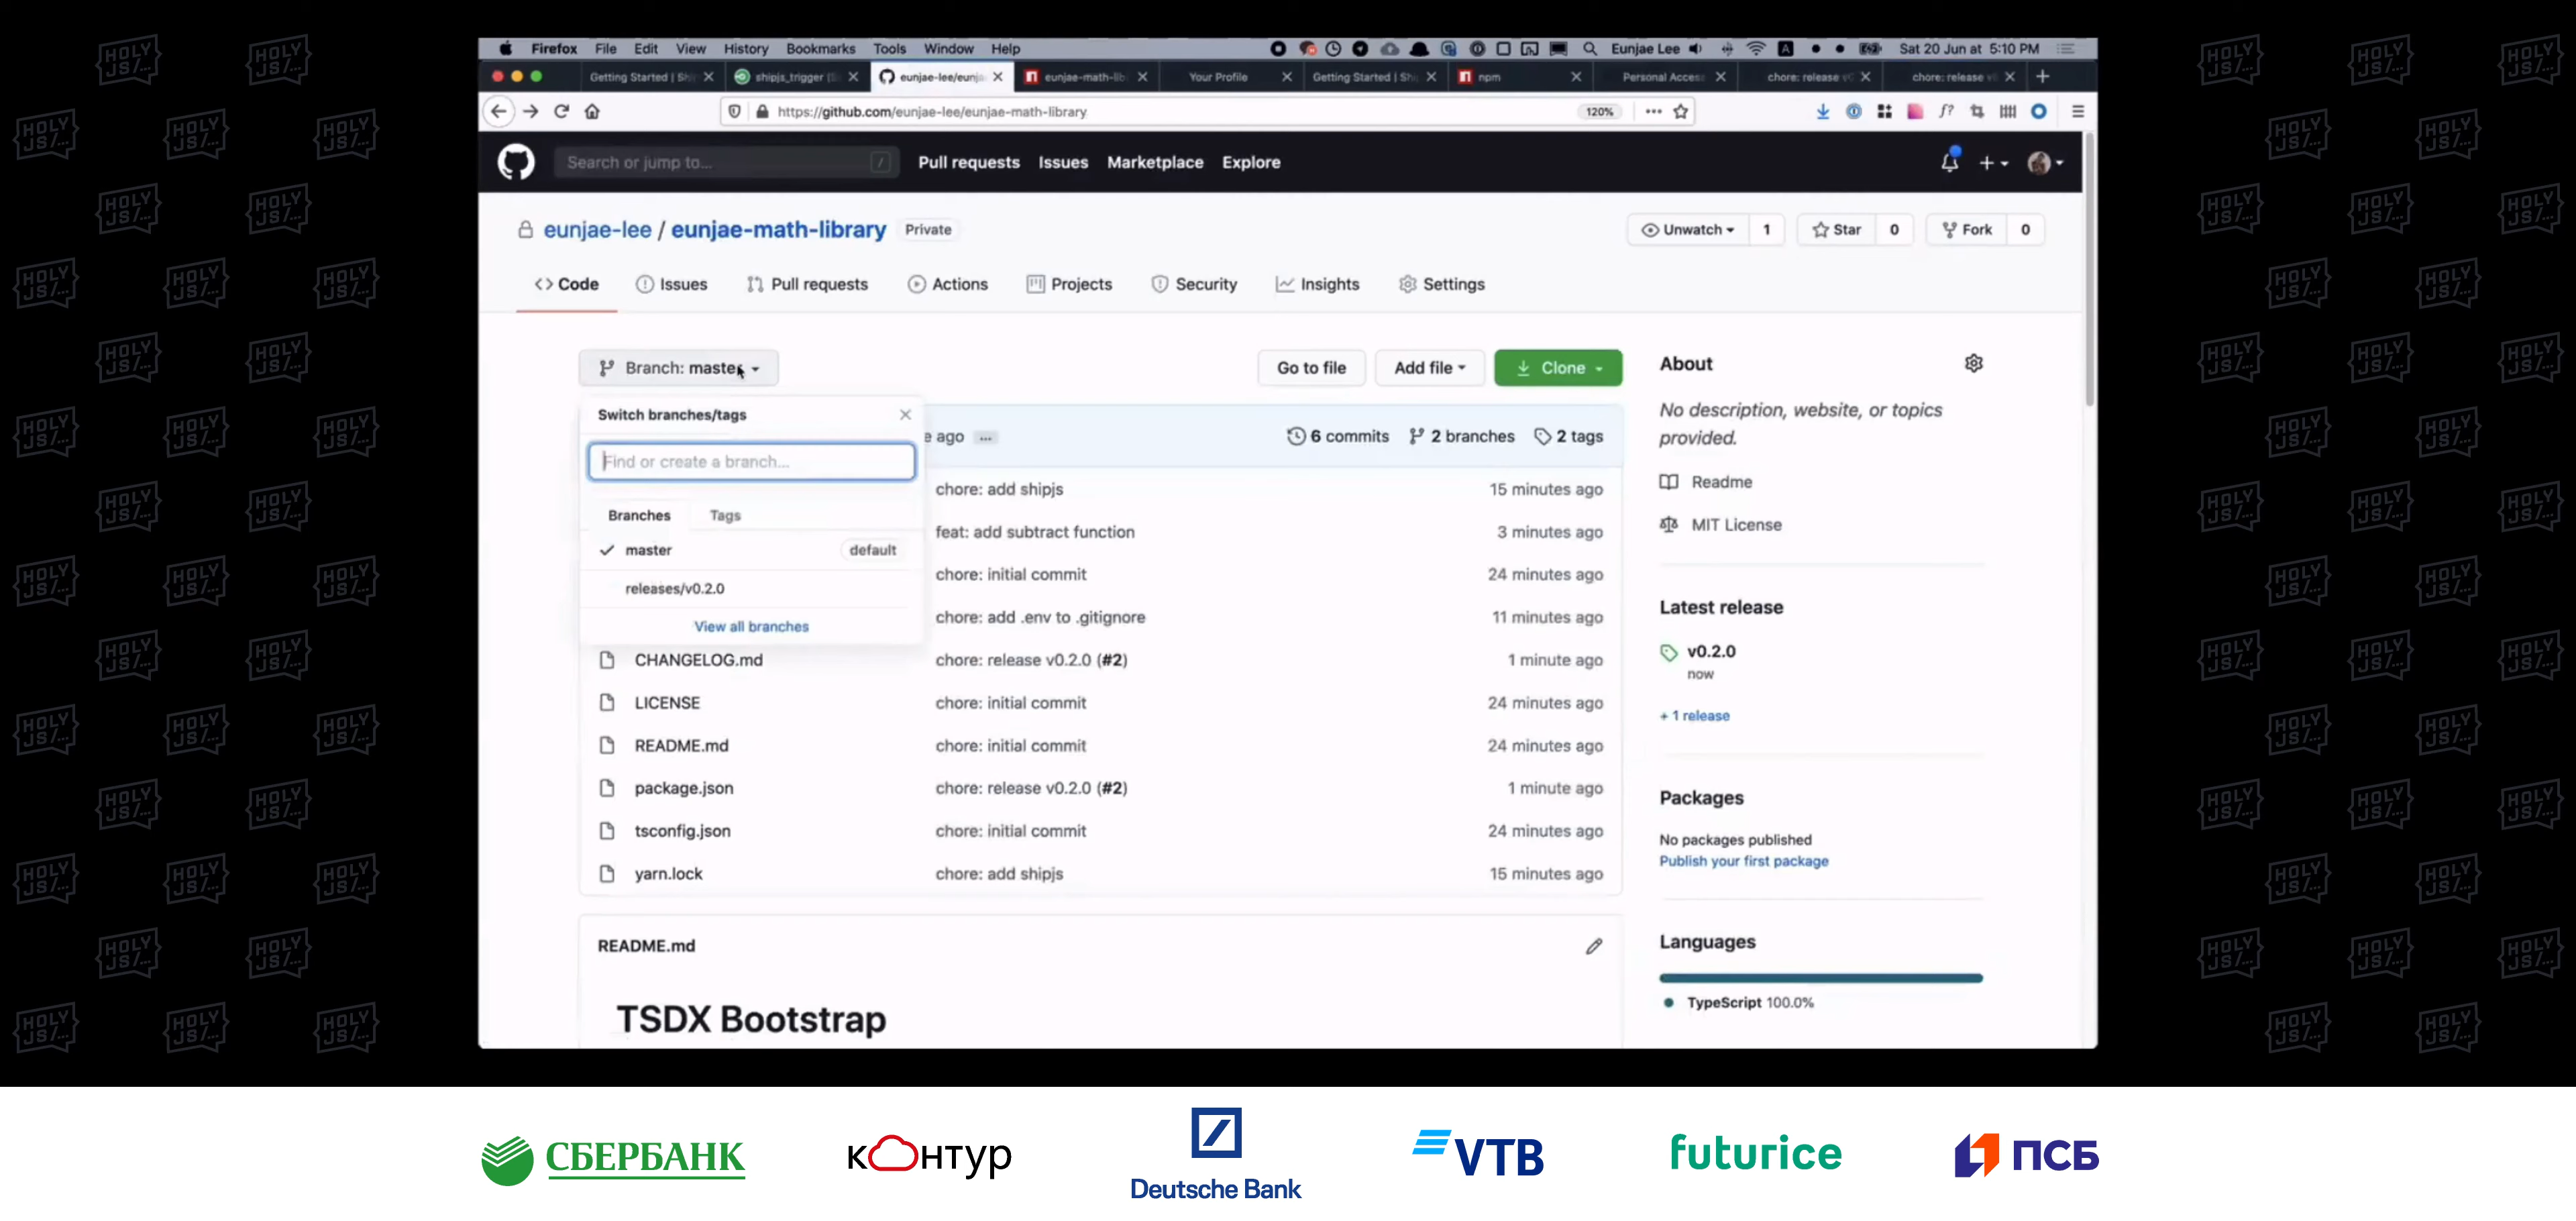 Firefox File Edit View History Bookmarks Tools Window Help Eunjae Lee Sat 20 Jun at 5:10 PM
Getting Started | Shi shipjs_trigger eunjae-lee/eunja eunjae-math-lib Your Profile Getting Started | Shi npm Personal Access chore: release chore: release
https://github.com/eunjae-lee/eunjae-math-library 120%
Search or jump to... / Pull requests Issues Marketplace Explore
eunjae-lee / eunjae-math-library Private Unwatch 1 Star 0 Fork 0
Code Issues Pull requests Actions Projects Security Insights Settings
Branch: master Go to file Add file Clone About
Switch branches/tags
No description, website, or topics
provided.
e ago ... 6 commits 2 branches 2 tags
Find or create a branch...
Readme
chore: add shipjs 15 minutes ago
Branches Tags
MIT License
feat: add subtract function 3 minutes ago
master default
chore: initial commit 24 minutes ago
releases/v0.2.0
Latest release
chore: add .env to .gitignore 11 minutes ago
View all branches
v0.2.0
now
CHANGELOG.md chore: release v0.2.0 (#2) 1 minute ago
LICENSE chore: initial commit 24 minutes ago
+ 1 release
README.md chore: initial commit 24 minutes ago
package.json chore: release v0.2.0 (#2) 1 minute ago
Packages
tsconfig.json chore: initial commit 24 minutes ago
No packages published
Publish your first package
yarn.lock chore: add shipjs 15 minutes ago
README.md
Languages
TypeScript 100.0%
TSDX Bootstrap
HOLY
JS/...
СБЕРБАНК контур Deutsche Bank VTB futurice ПСБ